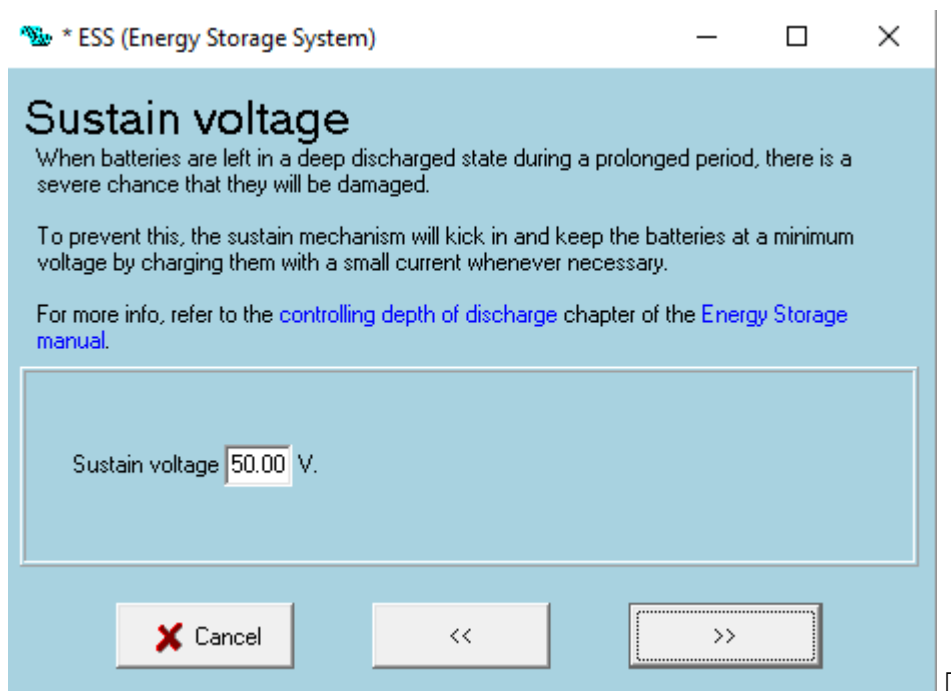 * ESS (Energy Storage System)
Sustain voltage
When batteries are left in a deep discharged state during a prolonged period, there is a
severe chance that they will be damaged.
To prevent this, the sustain mechanism will kick in and keep the batteries at a minimum
voltage by charging them with a small current whenever necessary.
For more info, refer to the controlling depth of discharge chapter of the Energy Storage
manual.
Sustain voltage 50.00 V.
Cancel << >>